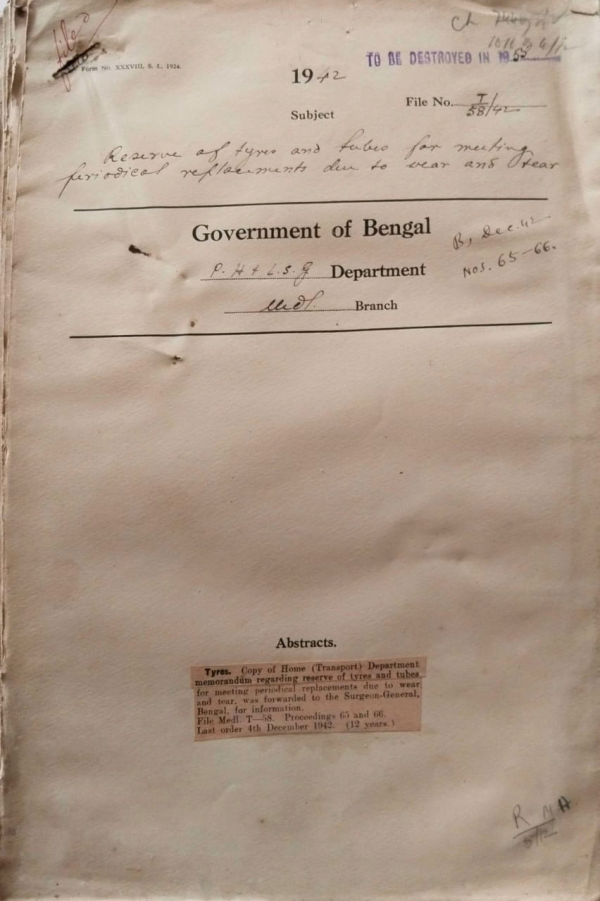 Filed
Form No. XXXVIII, S. L. 1924.
Ch
TO BE DESTROYED IN 1955
1942
Subject
File No. T/58/42
Reserve of tyres and tubes for meeting
periodical replacements due to wear and tear
Government of Bengal
P. H & L. S. G Department
Medl. Branch
B, Dec. 42
Nos. 65–66.
Abstracts.
Tyres. Copy of Home (Transport) Department
memorandum regarding reserve of tyres and tubes
for meeting periodical replacements due to wear
and tear, was forwarded to the Surgeon-General,
Bengal, for information.
File Medl. T—58. Proceedings 65 and 66.
Last order 4th December 1942. (12 years.)
R M A